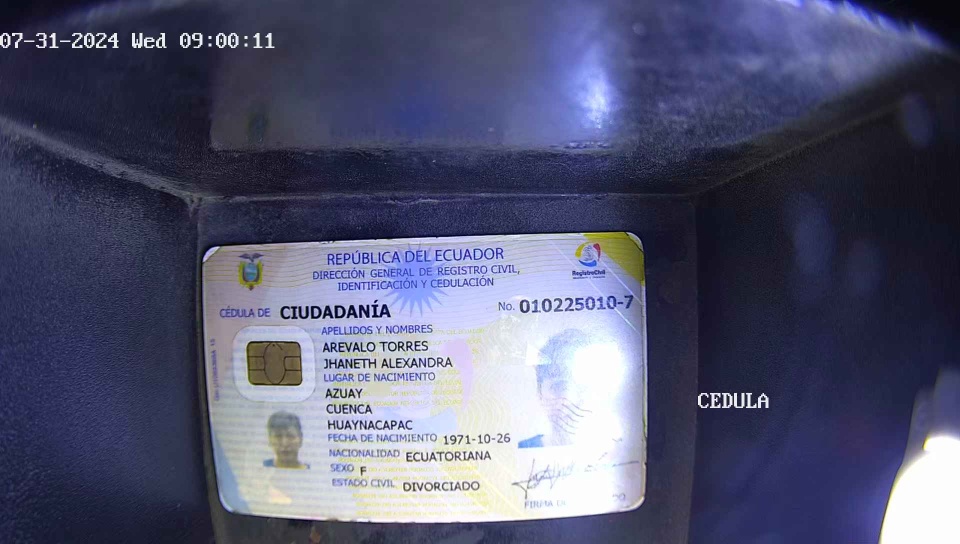 07-31-2024 Wed 09:00:11
REPÚBLICA DEL ECUADOR
DIRECCIÓN GENERAL DE REGISTRO CIVIL,
IDENTIFICACIÓN Y CEDULACIÓN
RegistroCivil
CÉDULA DE CIUDADANÍA
No. 010225010-7
APELLIDOS Y NOMBRES
AREVALO TORRES
JHANETH ALEXANDRA
LUGAR DE NACIMIENTO
AZUAY
CUENCA
HUAYNACAPAC
FECHA DE NACIMIENTO 1971-10-26
NACIONALIDAD ECUATORIANA
SEXO F
ESTADO CIVIL DIVORCIADO
FIRMA
CEDULA